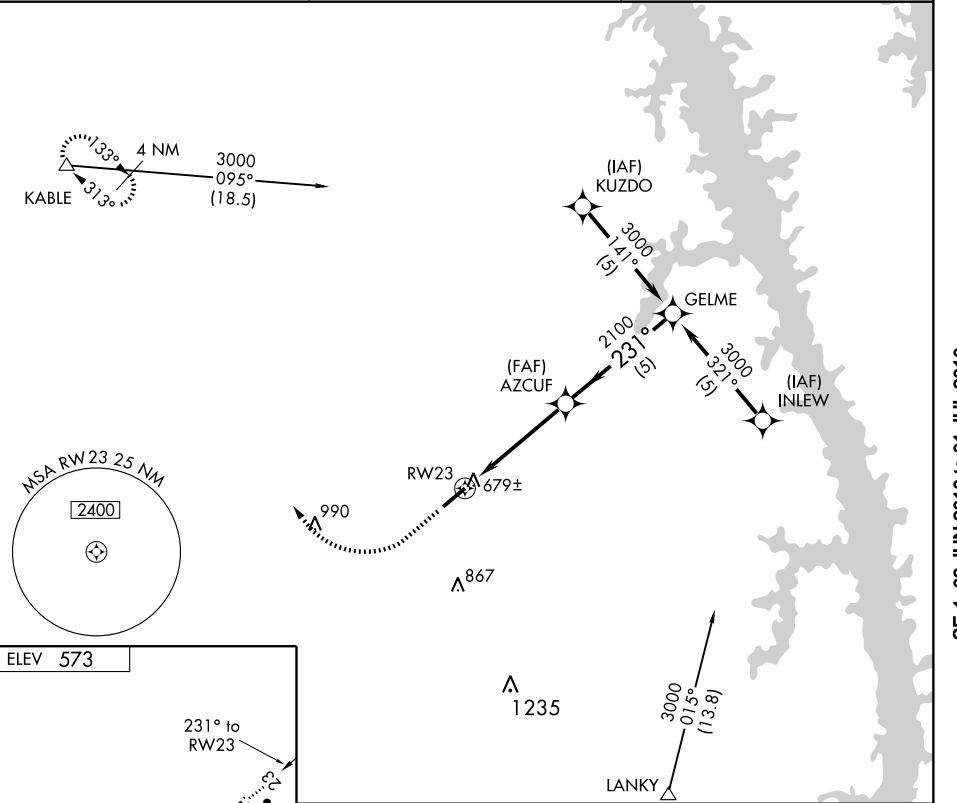 (IAF)
KUZDO
133°
4 NM
3000
095°
(18.5)
KABLE
313°
3000
141°
(5)
GELME
2100
231°
(5)
3000
321°
(5)
(FAF)
AZCUF
(IAF)
INLEW
RW23
679±
MSA RW23 25 NM
2400
990
867
ELEV 573
1235
3000
015°
(13.8)
231° to
RW23
23
LANKY